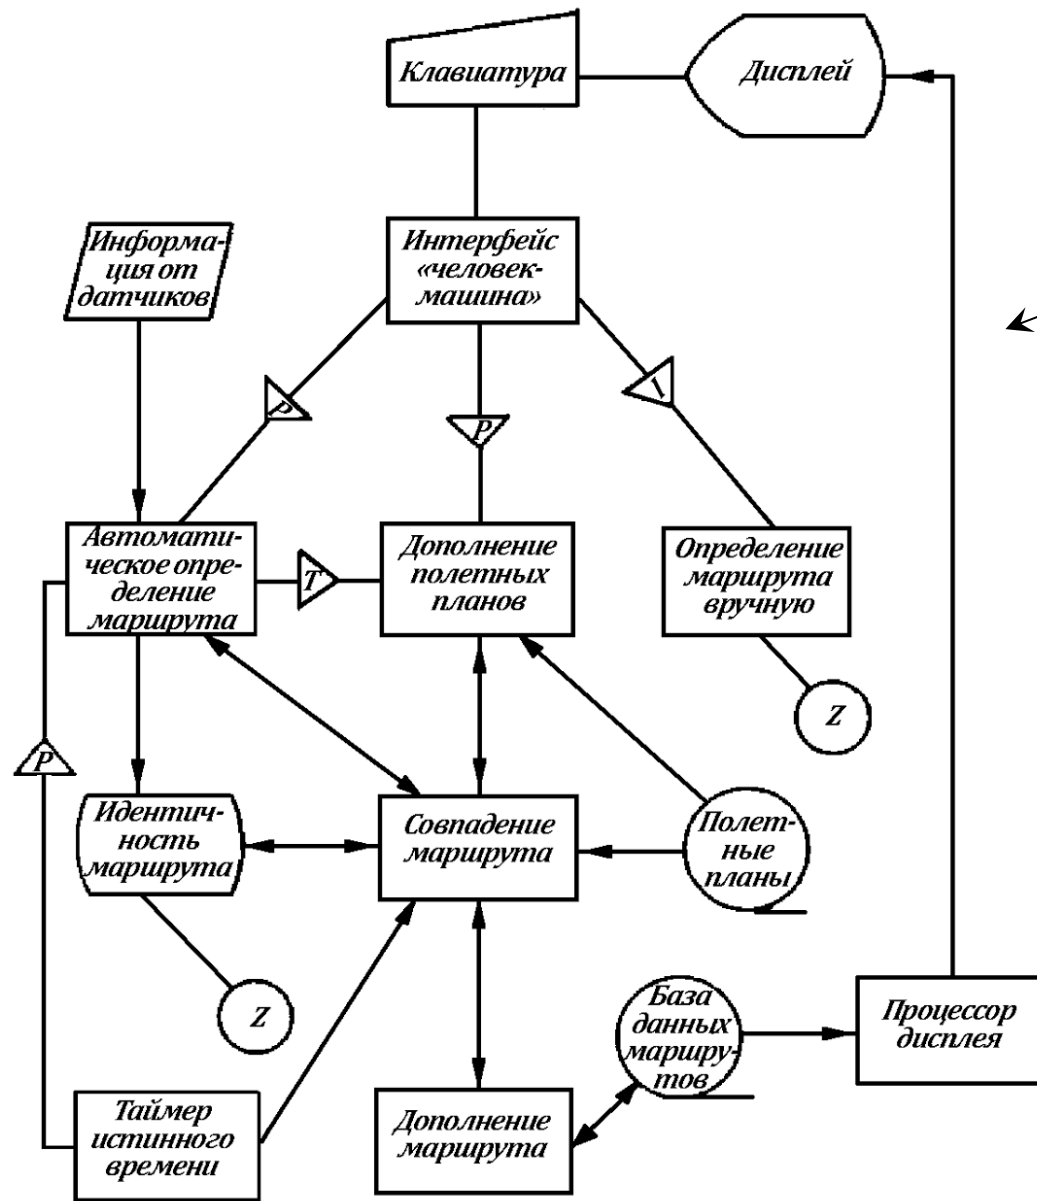 Клавиатура
Дисплей
Информа-
ция от
датчиков
Интерфейс
«человек-
машина»
P
P
I
Автомати-
ческое опре-
деление
маршрута
T
Дополнение
полетных
планов
Определение
маршрута
вручную
Z
P
Идентич-
ность
маршрута
Совпадение
маршрута
Полет-
ные
планы
Z
База
данных
маршру-
тов
Процессор
дисплея
Таймер
истинного
времени
Дополнение
маршрута